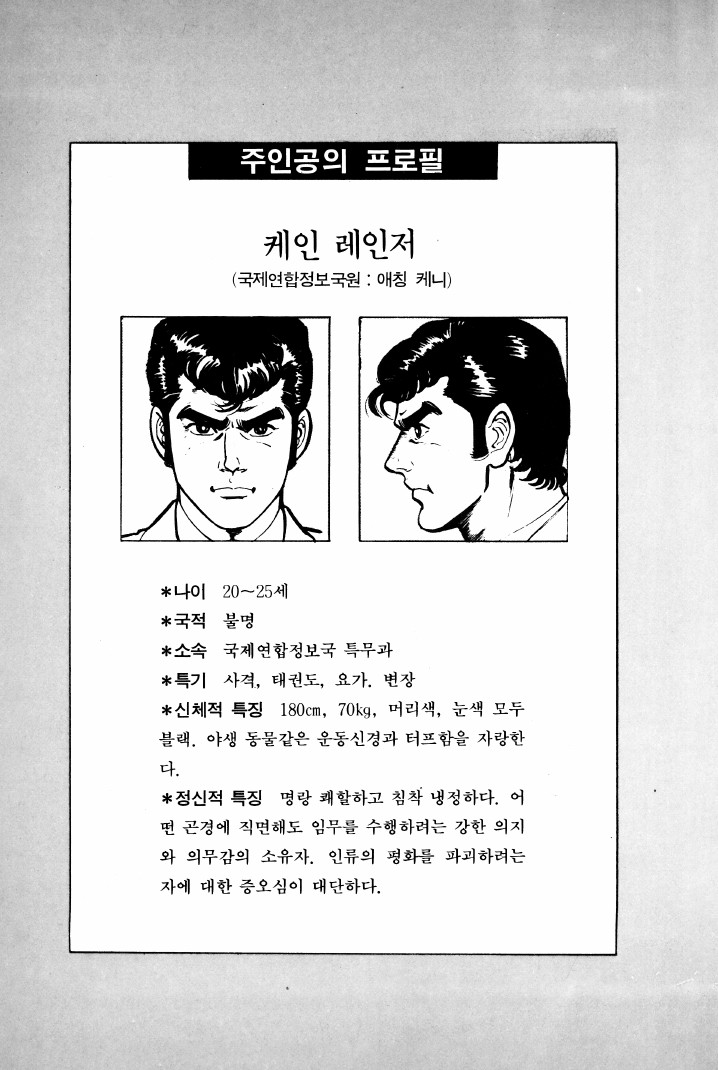 주인공의 프로필
케인 레인저
(국제연합정보국원 : 애칭 케니)
*나이 20~25세
*국적 불명
*소속 국제연합정보국 특무과
*특기 사격, 태권도, 요가. 변장
*신체적 특징 180cm, 70kg, 머리색, 눈색 모두
블랙. 야생 동물같은 운동신경과 터프함을 자랑한
다.
*정신적 특징 명랑 쾌할하고 침착 냉정하다. 어
떤 곤경에 직면해도 임무를 수행하려는 강한 의지
와 의무감의 소유자. 인류의 평화를 파괴하려는
자에 대한 증오심이 대단하다.